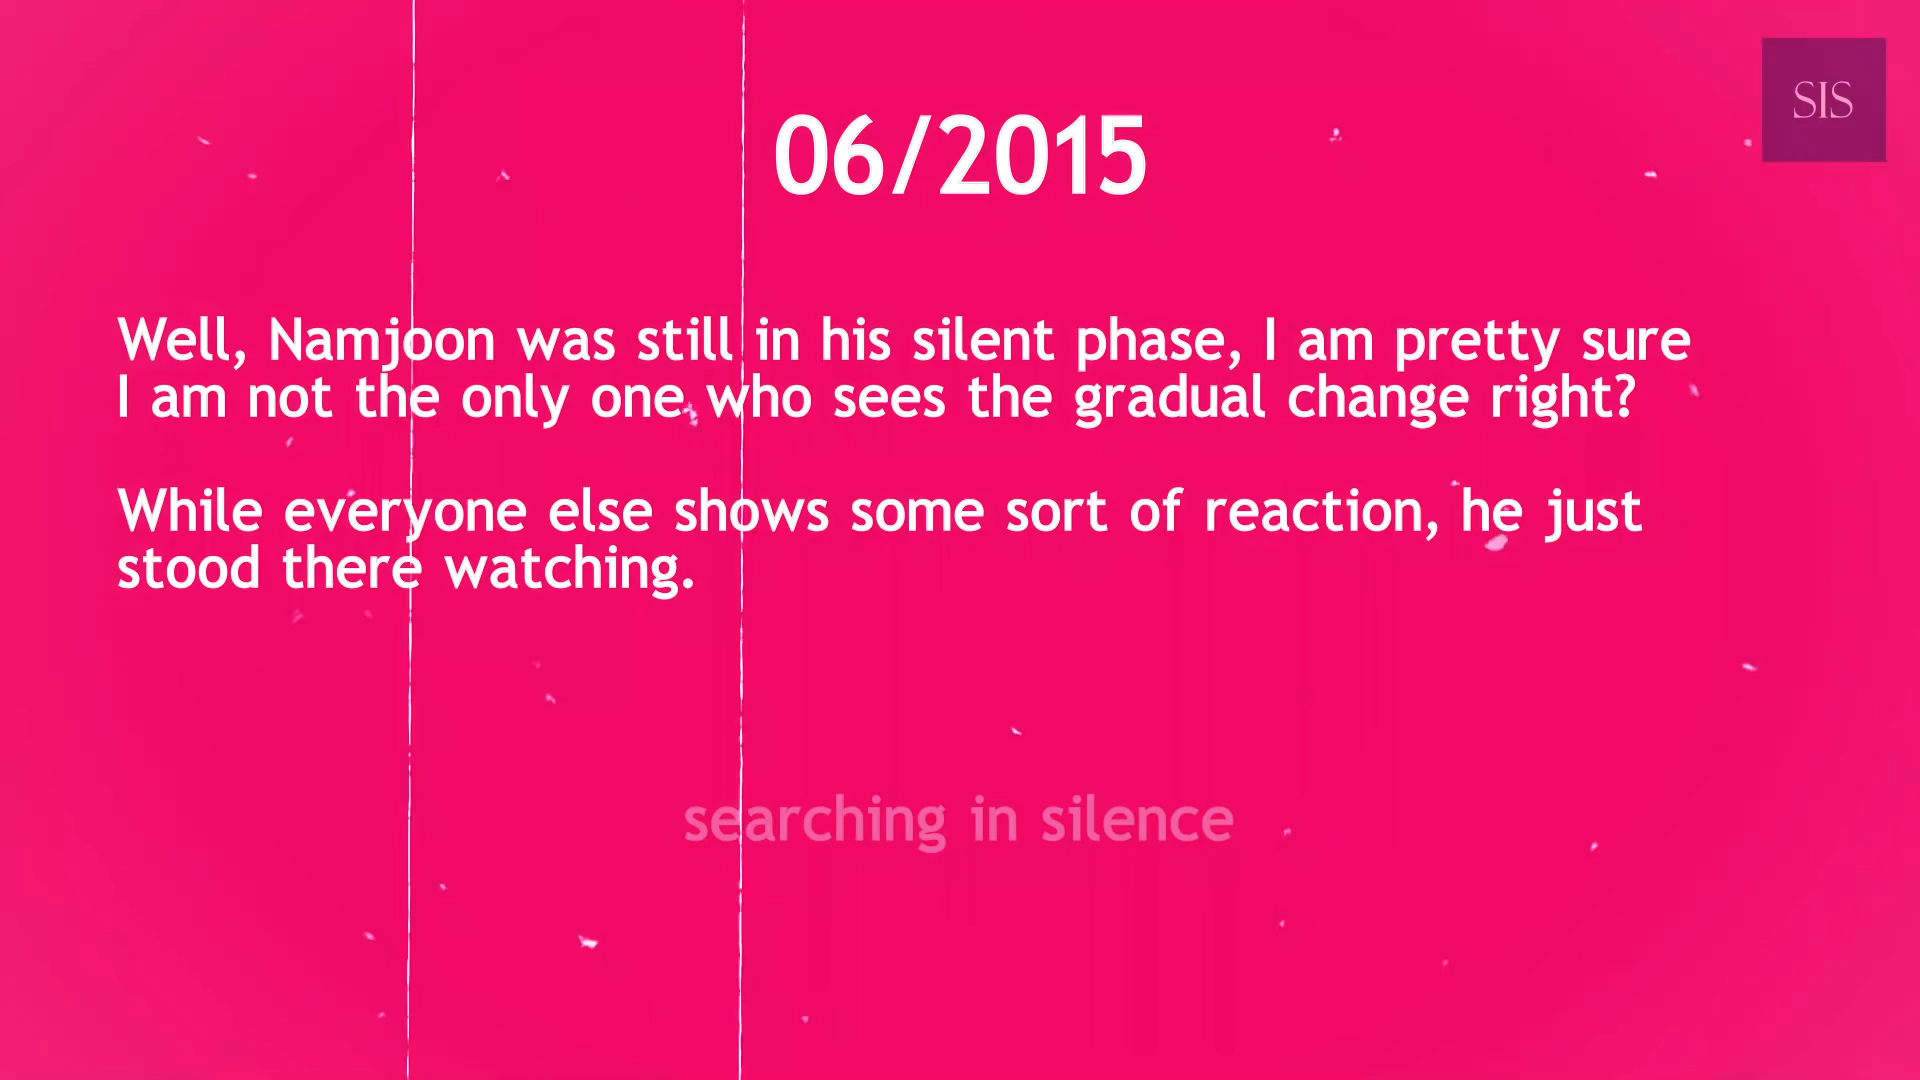 SIS
06/2015
Well, Namjoon was still in his silent phase, I am pretty sure
I am not the only one who sees the gradual change right?
While everyone else shows some sort of reaction, he just
stood there watching.
searching in silence